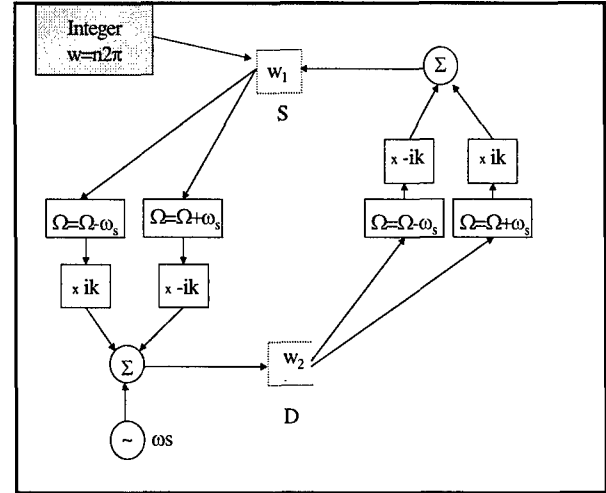 Integer
w=n2π
w₁
S
Σ
x -ik
x ik
Ω=Ω-ωₛ
Ω=Ω+ωₛ
Ω=Ω-ωₛ
Ω=Ω+ωₛ
x ik
x -ik
Σ
w₂
D
~
ωs